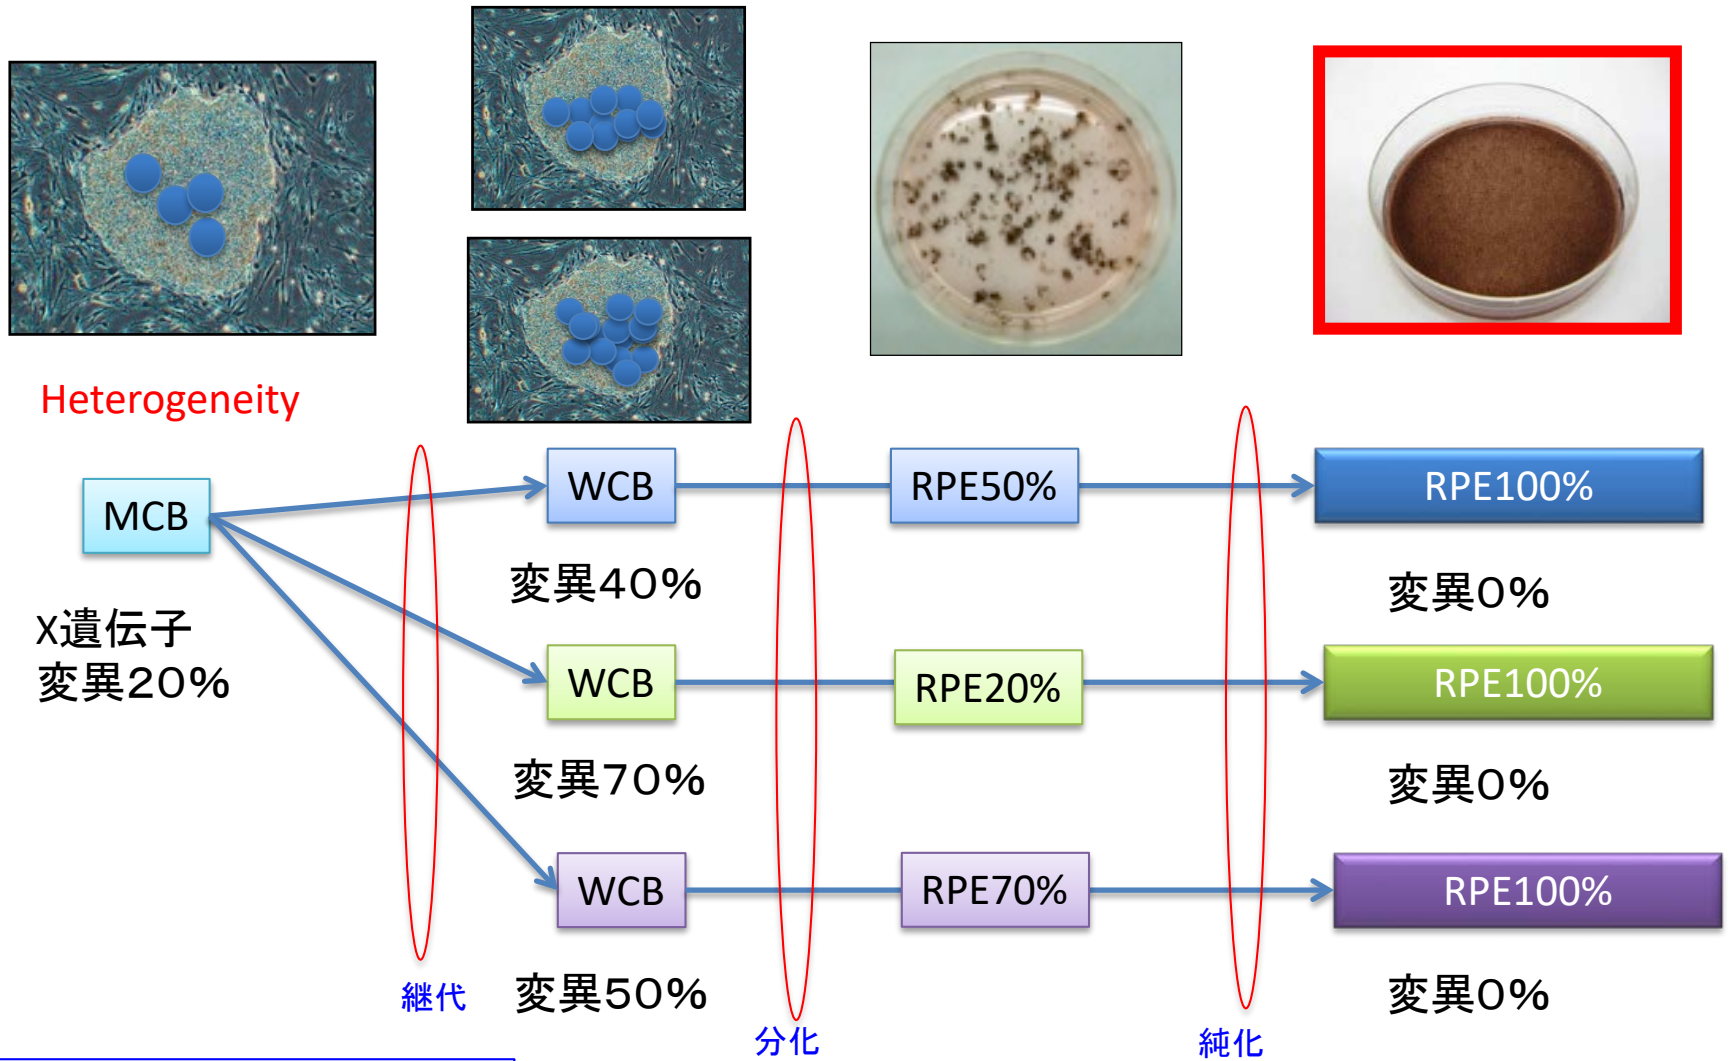 Heterogeneity
MCB
X遺伝子
変異20%
WCB
変異40%
WCB
変異70%
WCB
変異50%
継代
分化
RPE50%
RPE20%
RPE70%
純化
RPE100%
変異0%
RPE100%
変異0%
RPE100%
変異0%